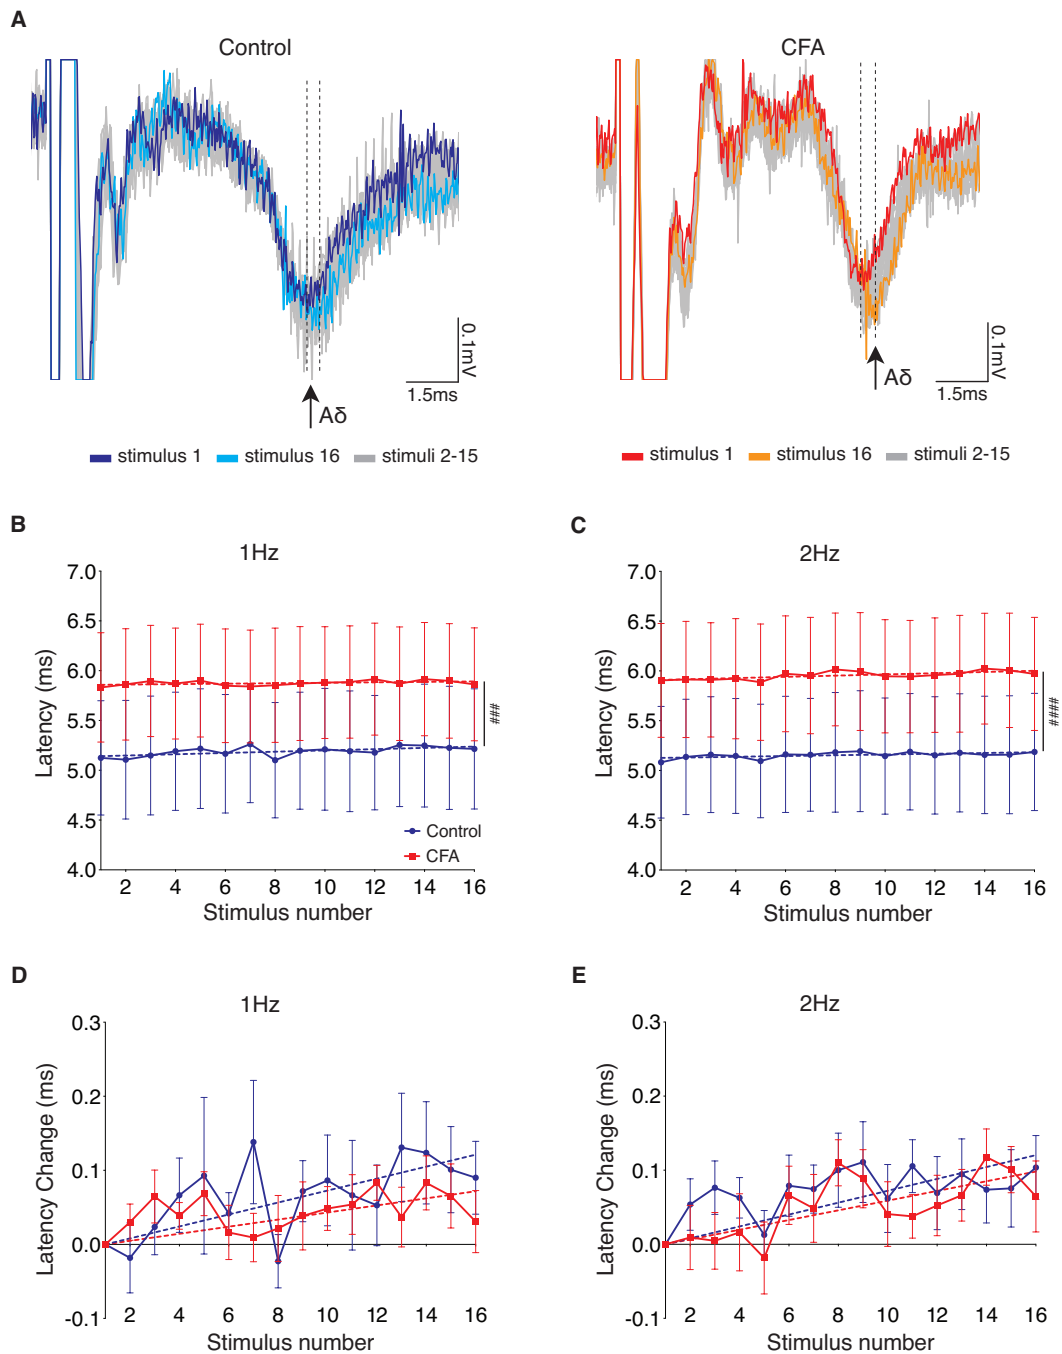 A
Control
CFA
0.1mV
1.5ms
Aδ
0.1mV
1.5ms
Aδ
stimulus 1 stimulus 16 stimuli 2-15
stimulus 1 stimulus 16 stimuli 2-15
B
1Hz
7.0
6.5
6.0
5.5
5.0
4.5
4.0
Latency (ms)
###
Control
CFA
2 4 6 8 10 12 14 16
Stimulus number
C
2Hz
7.0
6.5
6.0
5.5
5.0
4.5
4.0
Latency (ms)
####
2 4 6 8 10 12 14 16
Stimulus number
D
1Hz
0.3
0.2
0.1
0.0
-0.1
Latency Change (ms)
2 4 6 8 10 12 14 16
Stimulus number
E
2Hz
0.3
0.2
0.1
0.0
-0.1
Latency Change (ms)
2 4 6 8 10 12 14 16
Stimulus number